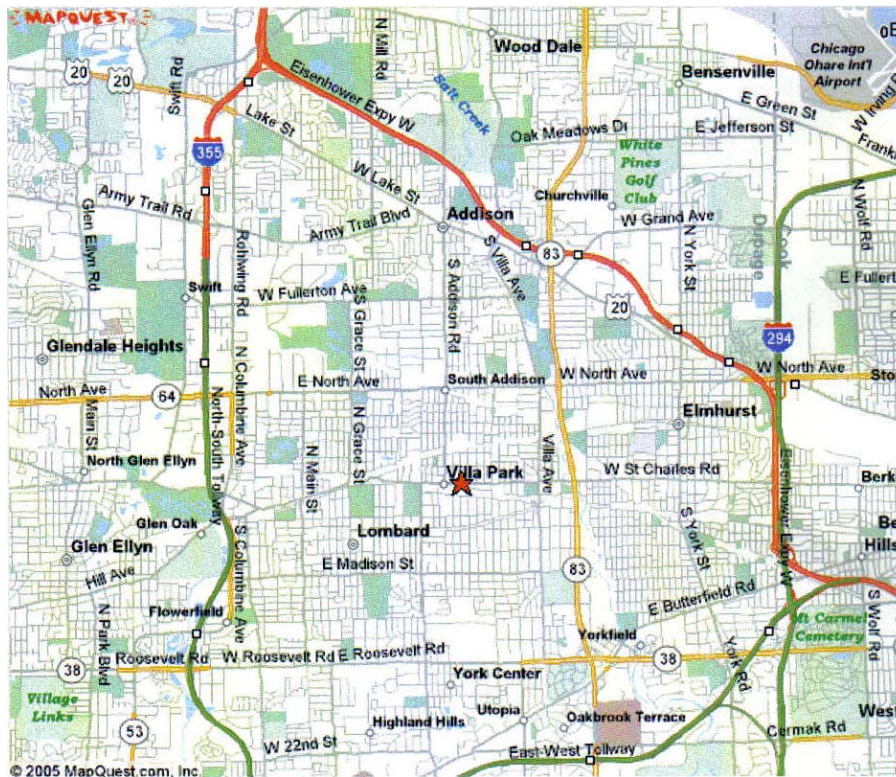 MAPQUEST
Wood Dale
Chicago
Ohare Int'l
Airport
20
20
Swift Rd
N Mill Rd
Eisenhower Expy W
Salt Creek
Bensenville
E Green St
W Irving
Lake St
Oak Meadows Dr
E Jefferson St
Frank
355
W Lake St
White
Pines
Golf
Club
Army Trail Rd
Glen Ellyn Rd
Churchville
N Wolf Rd
Army Trail Blvd
Addison
W Grand Ave
Rohlwing Rd
S Villa Ave
83
N York St
Dupage
Cook
E Fullert
Swift
W Fullerton Ave
S Grace St
S Addison Rd
20
294
Glendale Heights
N Columbine Ave
W North Ave
North Ave
64
E North Ave
South Addison
W North Ave
Sto
Main St
North-South Tollway
N Grace St
Elmhurst
North Glen Ellyn
N Main St
Villa Park
Villa Ave
W St Charles Rd
Eisenhower Expy W
Berk
Glen Oak
Lombard
S York St
Be
Hills
Glen Ellyn
Hill Ave
S Columbine Ave
E Madison St
83
E Butterfield Rd
S Wolf R
N Park Blvd
Flowerfield
Yorkfield
York Rd
Mt Carmel
Cemetery
38
Roosevelt Rd
W Roosevelt Rd
E Roosevelt Rd
38
Village
Links
York Center
53
Highland Hills
Utopia
Oakbrook Terrace
West
W 22nd St
East-West Tollway
Cermak Rd
© 2005 MapQuest.com, Inc.